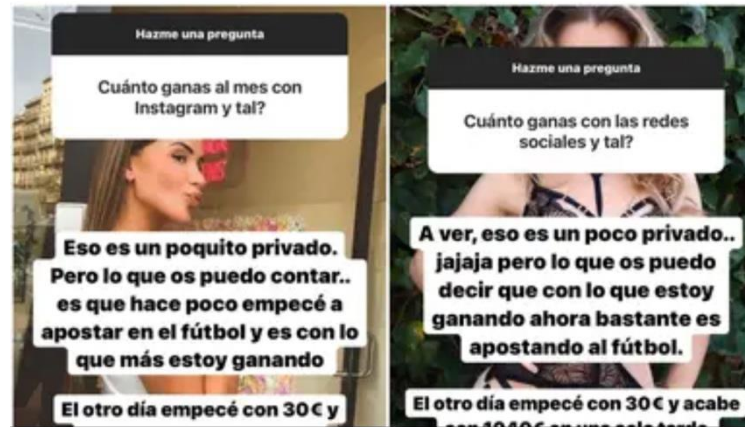 Hazme una pregunta
Cuánto ganas al mes con
Instagram y tal?
Eso es un poquito privado.
Pero lo que os puedo contar..
es que hace poco empecé a
apostar en el fútbol y es con lo
que más estoy ganando
El otro día empecé con 30€ y
Hazme una pregunta
Cuánto ganas con las redes
sociales y tal?
A ver, eso es un poco privado..
jajaja pero lo que os puedo
decir que con lo que estoy
ganando ahora bastante es
apostando al fútbol.
El otro día empecé con 30€ y acabe